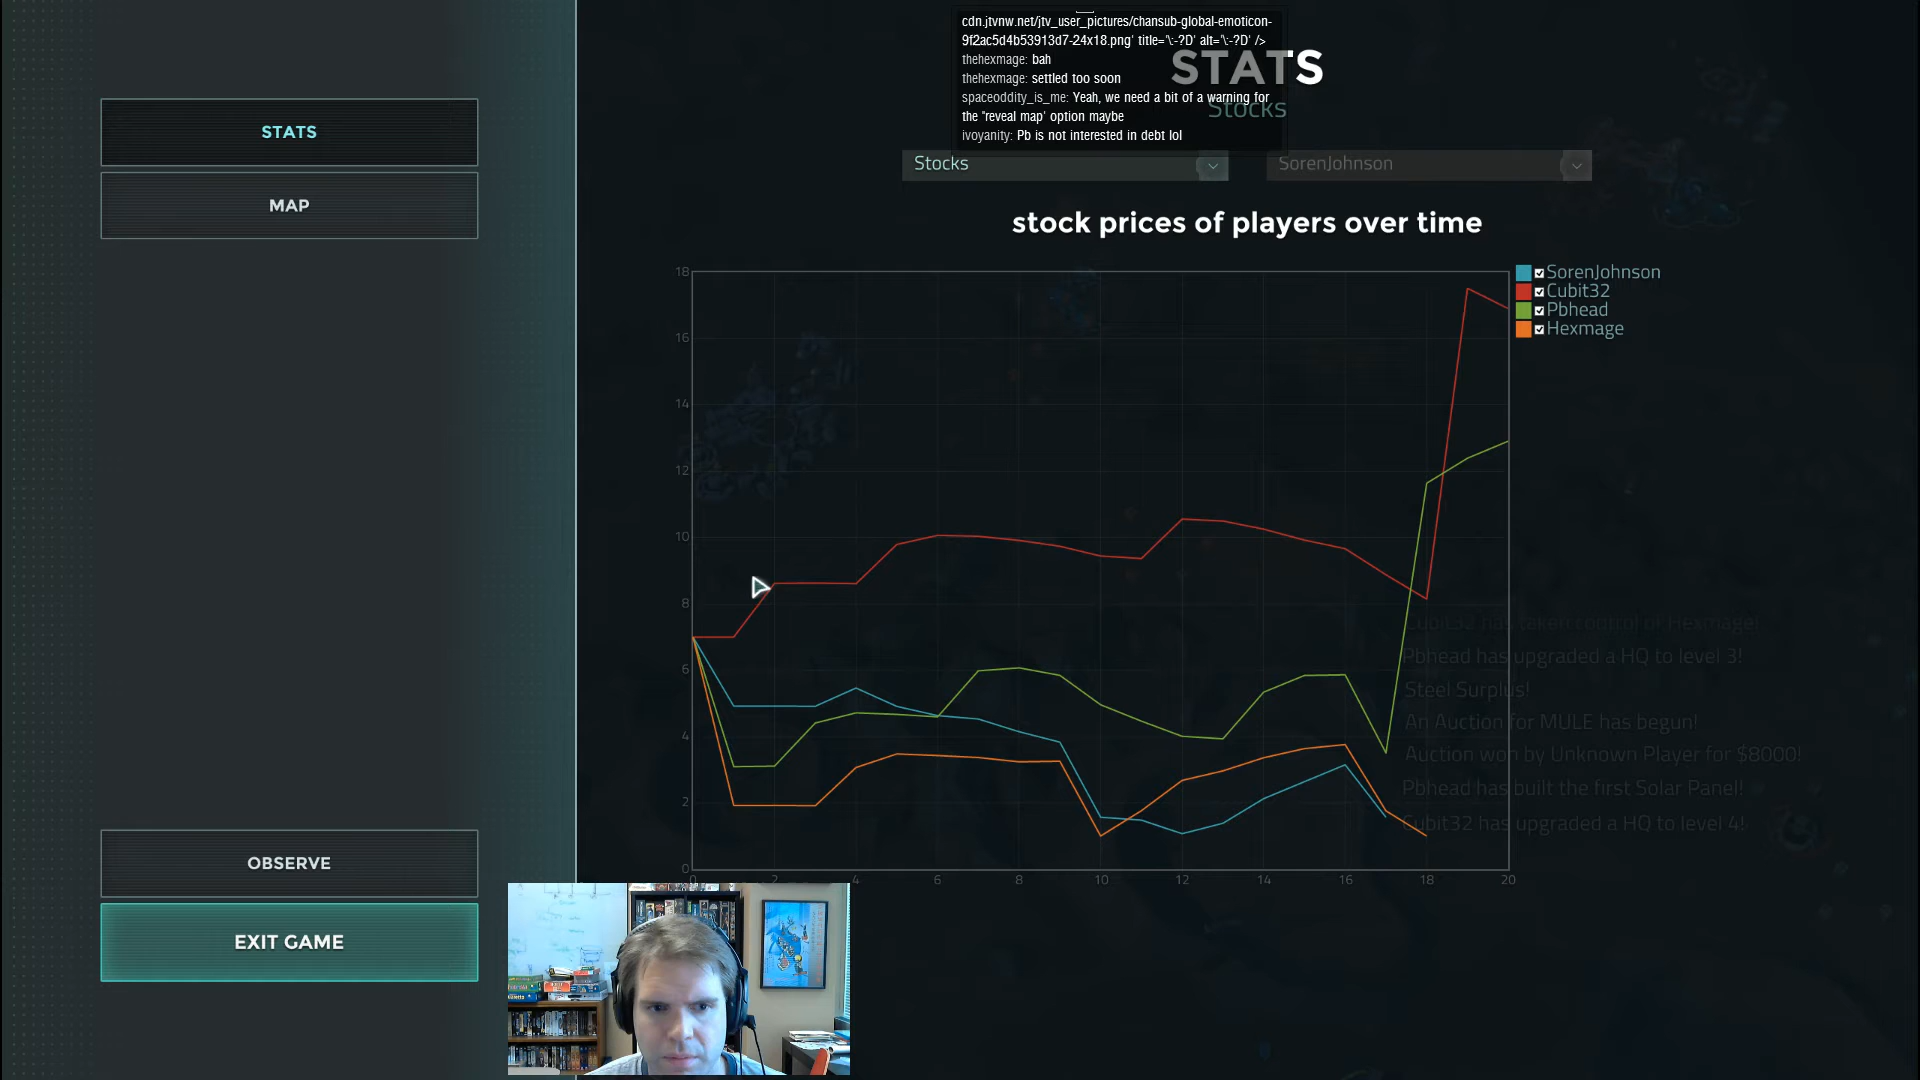 cdn.jtvnw.net/jtv_user_pictures/chansub-global-emoticon-
9f2ac5d4b53913d7-24x18.png' title='\:-?D' alt='\:-?D' />
thehexmage: bah
thehexmage: settled too soon
spaceoddity_is_me: Yeah, we need a bit of a warning for
the "reveal map' option maybe
ivoyanity: Pb is not interested in debt lol
STATS
Stocks
STATS
MAP
Stocks
SorenJohnson
stock prices of players over time
SorenJohnson
Cubit32
Pbhead
Hexmage
18
16
14
12
10
8
6
4
2
0
0 2 4 6 8 10 12 14 16 18 20
Cubit32 has taken control of Hexmage!
Pbhead has upgraded a HQ to level 3!
Steel Surplus!
An Auction for MULE has begun!
Auction won by Unknown Player for $8000!
Pbhead has built the first Solar Panel!
Cubit32 has upgraded a HQ to level 4!
OBSERVE
EXIT GAME